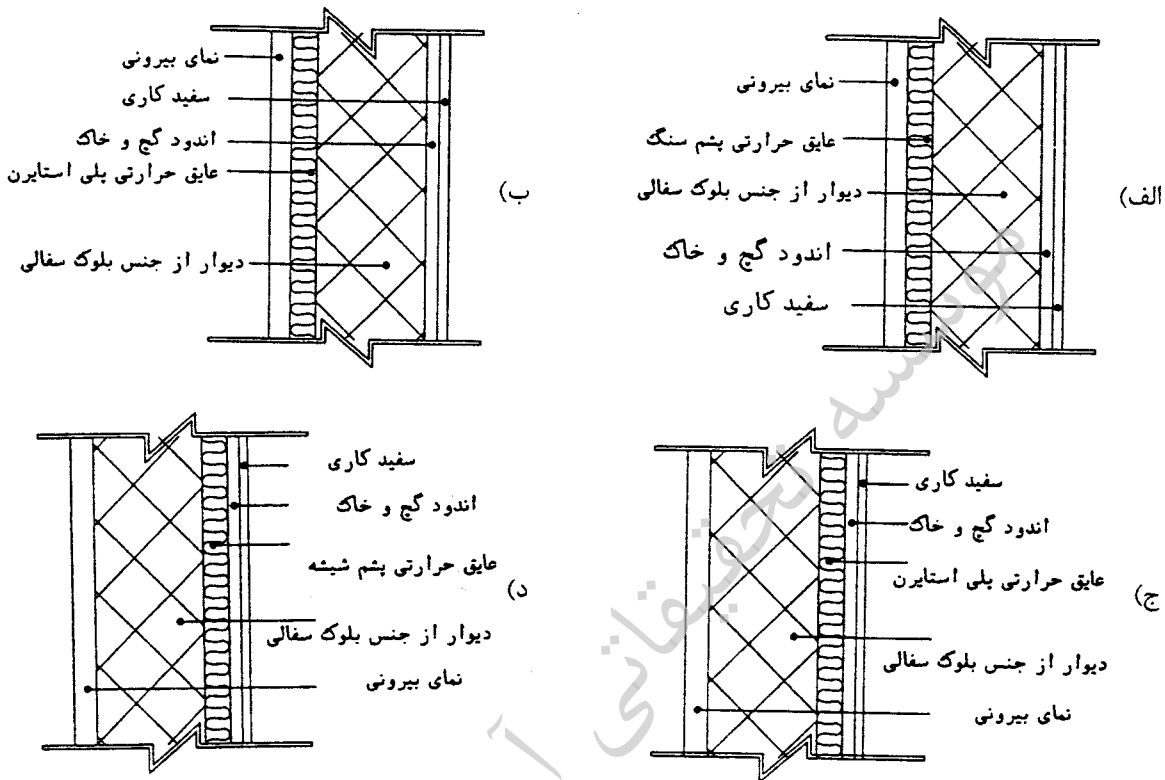 الف)
نمای بیرونی
عایق حرارتی پشم سنگ
دیوار از جنس بلوک سفالی
اندود گچ و خاک
سفید کاری
ب)
نمای بیرونی
سفید کاری
اندود گچ و خاک
عایق حرارتی پلی استایرن
دیوار از جنس بلوک سفالی
ج)
سفید کاری
اندود گچ و خاک
عایق حرارتی پلی استایرن
دیوار از جنس بلوک سفالی
نمای بیرونی
د)
سفید کاری
اندود گچ و خاک
عایق حرارتی پشم شیشه
دیوار از جنس بلوک سفالی
نمای بیرونی
موسسه تحقیقاتی آ